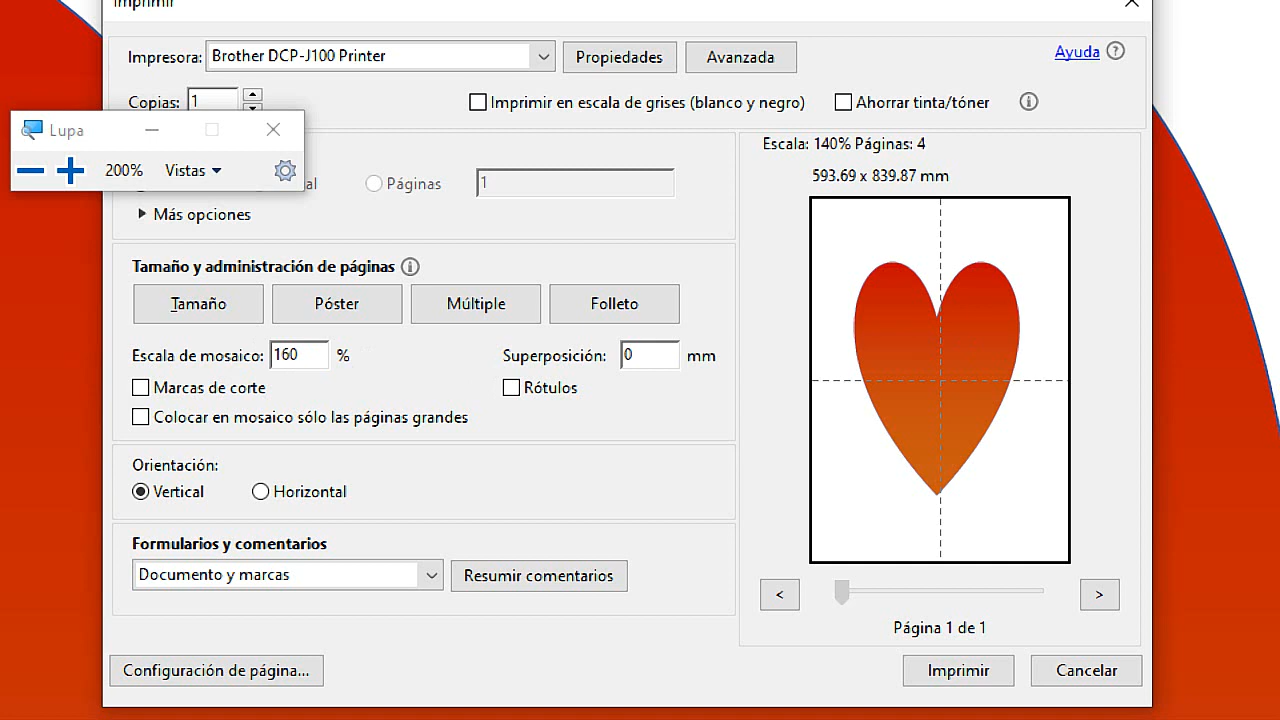 Imprimir
Impresora: Brother DCP-J100 Printer Propiedades Avanzada Ayuda
Copias: 1 Imprimir en escala de grises (blanco y negro) Ahorrar tinta/tóner
Lupa
200% Vistas
Páginas 1
Más opciones
Tamaño y administración de páginas
Tamaño Póster Múltiple Folleto
Escala de mosaico: 160 % Superposición: 0 mm
Marcas de corte Rótulos
Colocar en mosaico sólo las páginas grandes
Orientación:
Vertical Horizontal
Formularios y comentarios
Documento y marcas Resumir comentarios
Escala: 140% Páginas: 4
593.69 x 839.87 mm
< >
Página 1 de 1
Configuración de página... Imprimir Cancelar